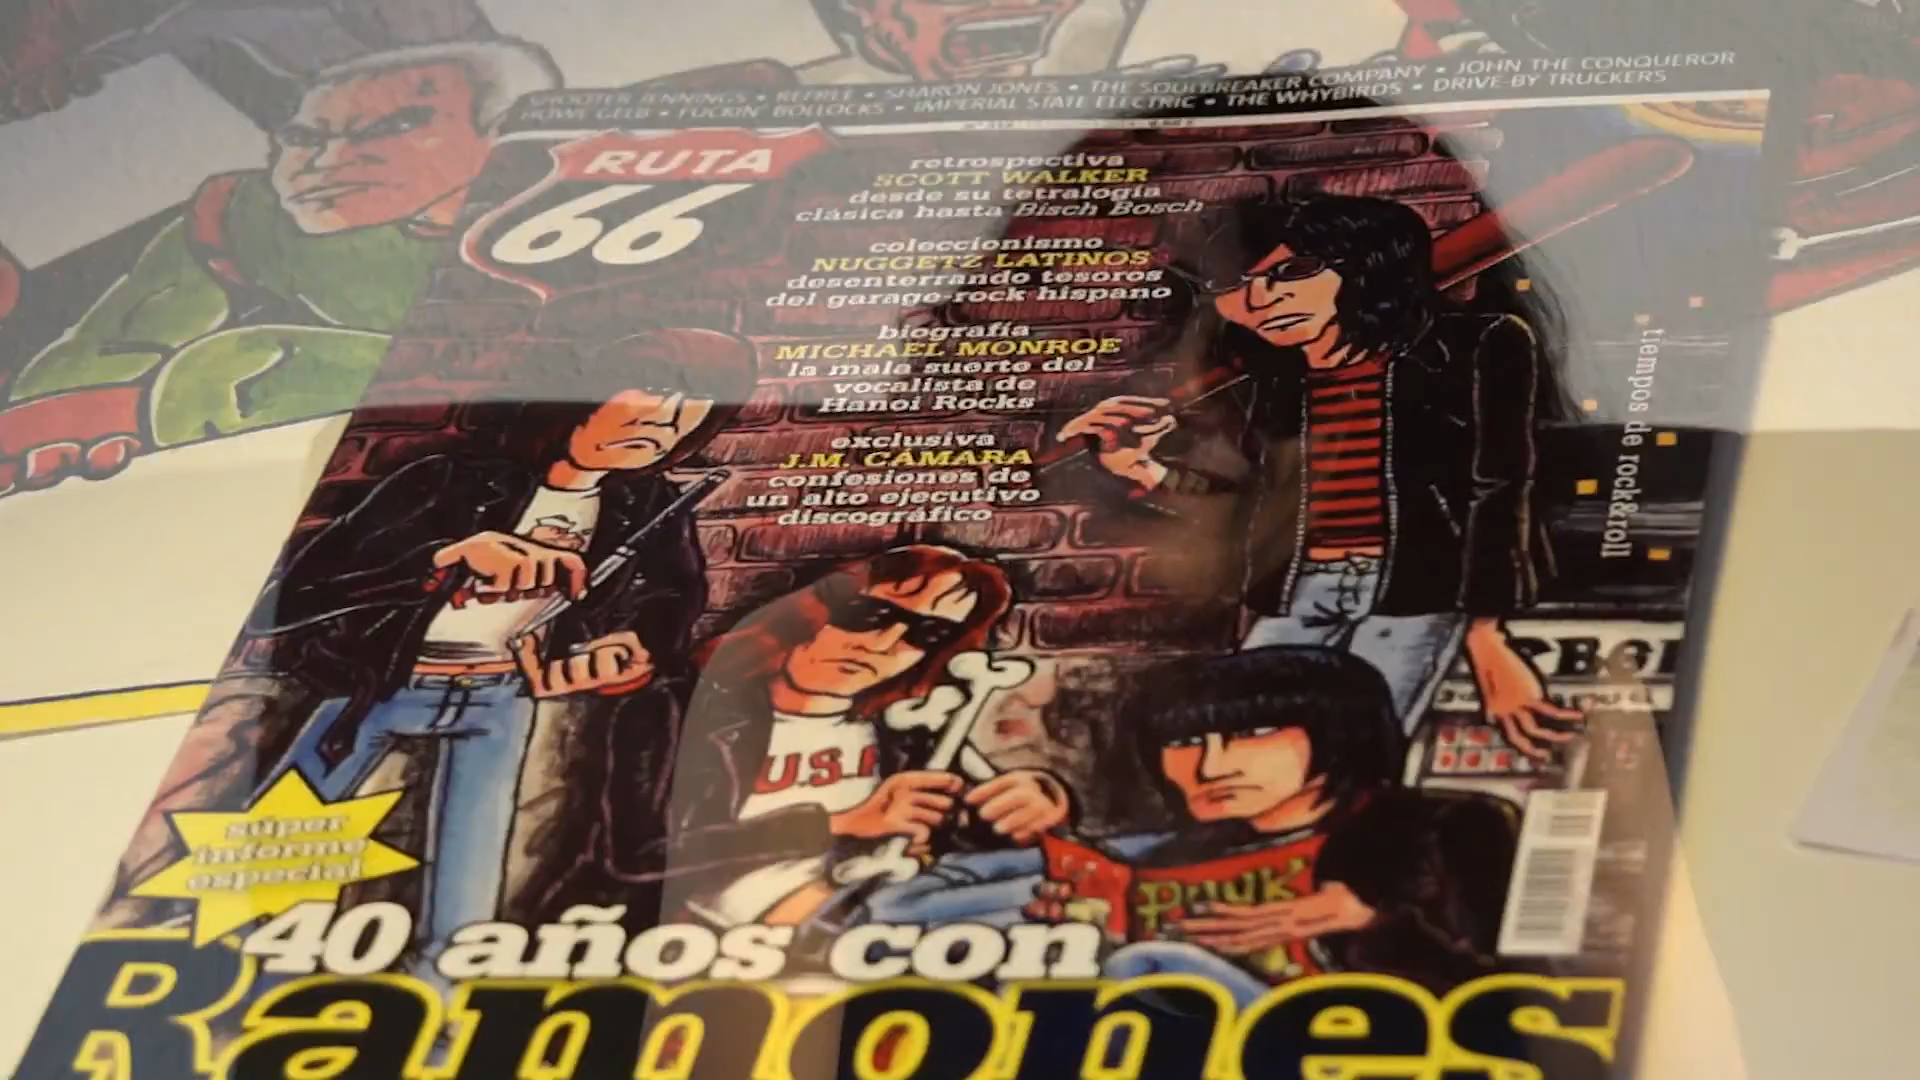 SHOOTER JENNINGS • REFREE • SHARON JONES • THE SOULBREAKER COMPANY • JOHN THE CONQUEROR
HOWE GELB • FUCKIN' BOLLOCKS • IMPERIAL STATE ELECTRIC • THE WHYBIRDS • DRIVE-BY TRUCKERS
RUTA
66
retrospectiva
SCOTT WALKER
desde su tetralogía
clásica hasta Bisch Bosch
coleccionismo
NUGGETZ LATINOS
desenterrando tesoros
del garage-rock hispano
biografía
MICHAEL MONROE
la mala suerte del
vocalista de
Hanoi Rocks
exclusiva
J.M. CÁMARA
confesiones de
un alto ejecutivo
discográfico
tiempos de rock&roll
U.S.A
PUNK
súper
informe
especial
40 años con
Ramones